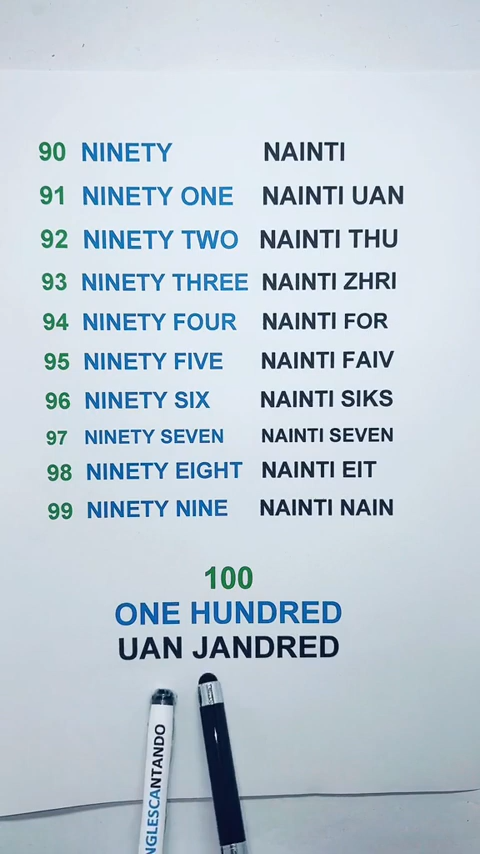 90 NINETY NAINTI
91 NINETY ONE NAINTI UAN
92 NINETY TWO NAINTI THU
93 NINETY THREE NAINTI ZHRI
94 NINETY FOUR NAINTI FOR
95 NINETY FIVE NAINTI FAIV
96 NINETY SIX NAINTI SIKS
97 NINETY SEVEN NAINTI SEVEN
98 NINETY EIGHT NAINTI EIT
99 NINETY NINE NAINTI NAIN
100
ONE HUNDRED
UAN JANDRED
NGLESCANTANDO